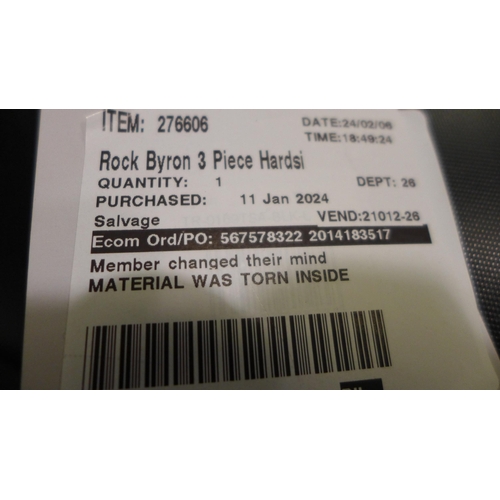 ITEM: 276606
DATE:24/02/06
TIME:18:49:24
Rock Byron 3 Piece Hardsi
QUANTITY: 1
DEPT: 26
PURCHASED: 11 Jan 2024
Salvage
VEND:21012-26
Ecom Ord/PO: 567578322 2014183517
Member changed their mind
MATERIAL WAS TORN INSIDE